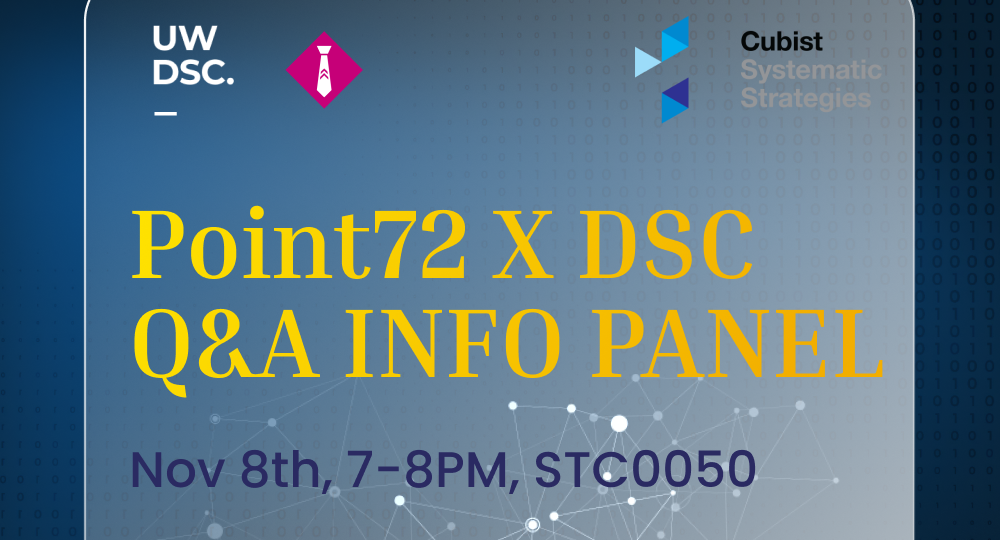 UW
DSC.
Cubist
Systematic
Strategies
Point72 X DSC
Q&A INFO PANEL
Nov 8th, 7-8PM, STC0050